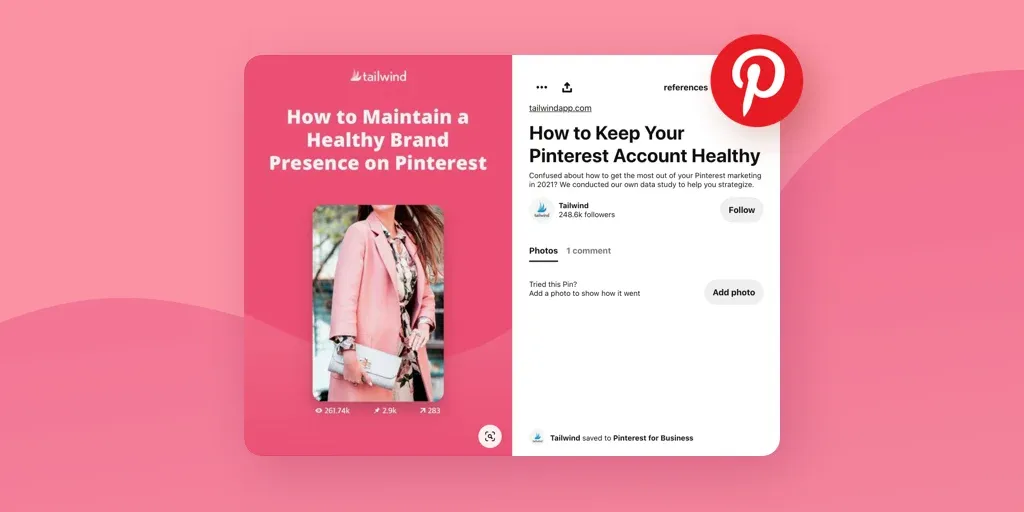 tailwind
How to Maintain a
Healthy Brand
Presence on Pinterest
261.74k 2.9k 283
references
tailwindapp.com
How to Keep Your
Pinterest Account Healthy
Confused about how to get the most out of your Pinterest marketing
in 2021? We conducted our own data study to help you strategize.
tailwind
Tailwind
248.6k followers
Follow
Photos 1 comment
Tried this Pin?
Add a photo to show how it went
Add photo
Tailwind saved to Pinterest for Business